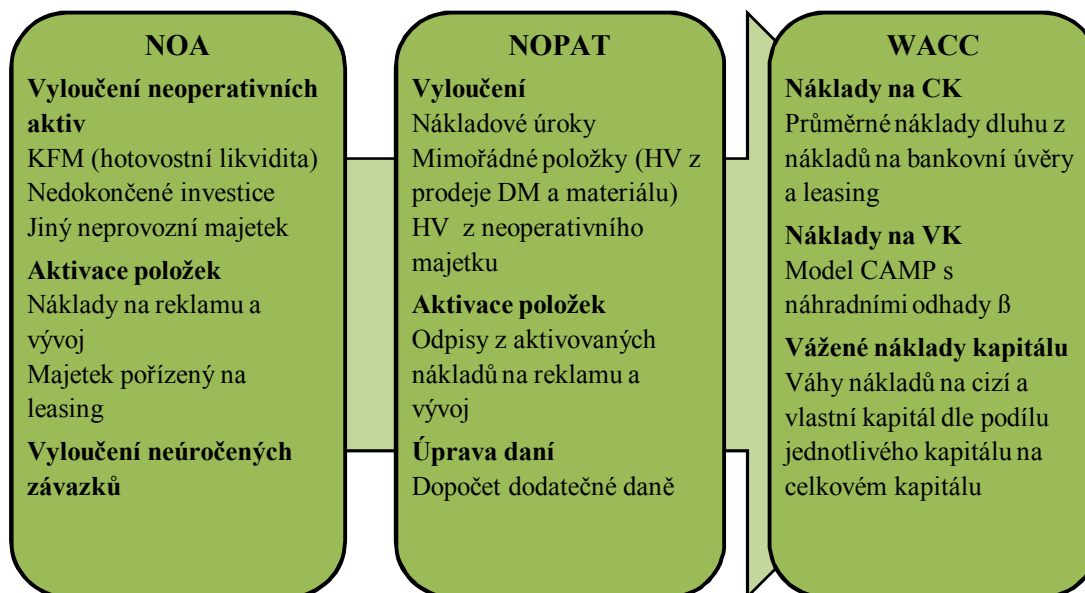 NOA
Vyloučení neoperativních
aktiv
KFM (hotovostní likvidita)
Nedokončené investice
Jiný neprovozní majetek
Aktivace položek
Náklady na reklamu a
vývoj
Majetek pořízený na
leasing
Vyloučení neúročených
závazků
NOPAT
Vyloučení
Nákladové úroky
Mimořádné položky (HV z
prodeje DM a materiálu)
HV z neoperativního
majetku
Aktivace položek
Odpisy z aktivovaných
nákladů na reklamu a
vývoj
Úprava daní
Dopočet dodatečné daně
WACC
Náklady na CK
Průměrné náklady dluhu z
nákladů na bankovní úvěry
a leasing
Náklady na VK
Model CAMP s
náhradními odhady ß
Vážené náklady kapitálu
Váhy nákladů na cizí a
vlastní kapitál dle podílu
jednotlivého kapitálu na
celkovém kapitálu